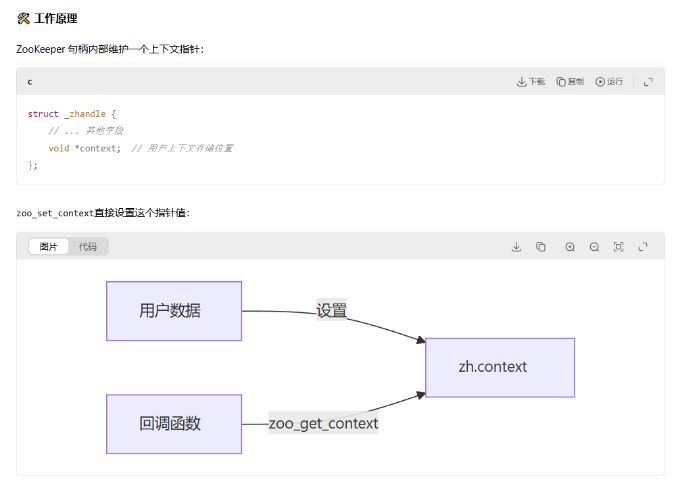 🛠 工作原理
ZooKeeper 句柄内部维护一个上下文指针：
c
下载 复制 运行
struct _zhandle {
// ... 其他字段
void *context;  // 用户上下文存储位置
};
zoo_set_context直接设置这个指针值：
图片 代码
用户数据
设置
zh.context
回调函数
zoo_get_context